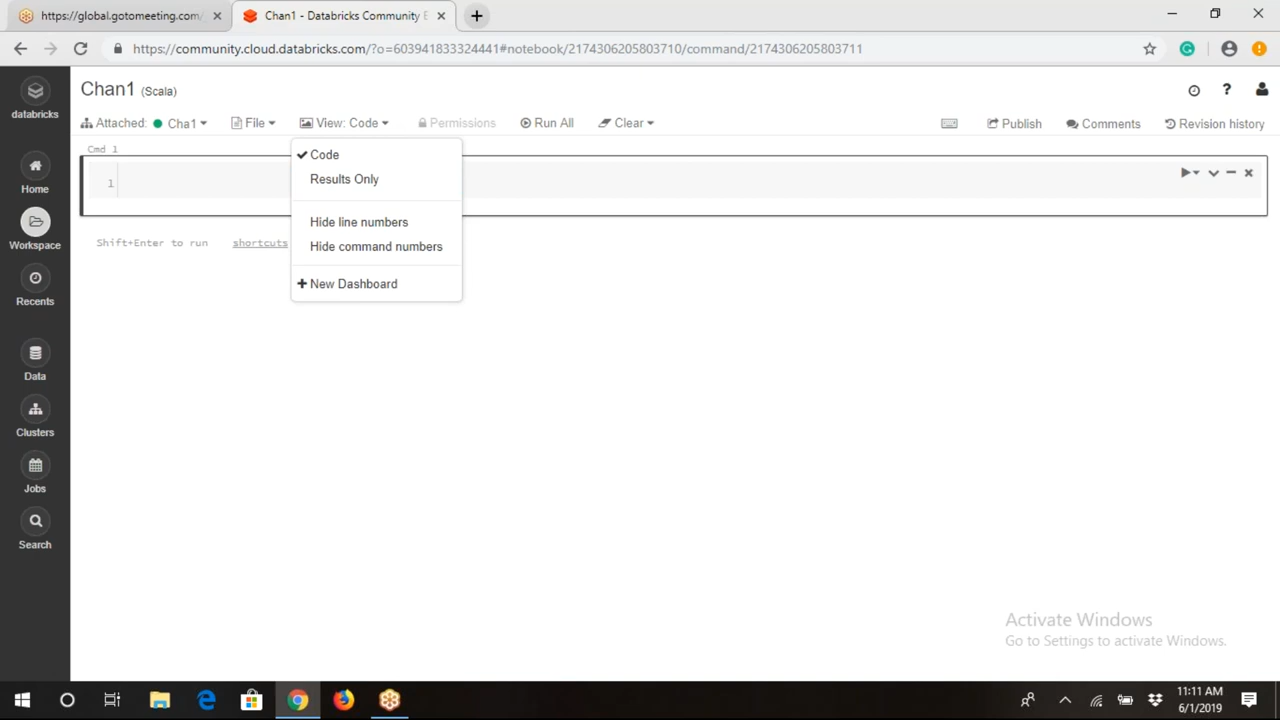 https://global.gotomeeting.com/
Chan1 - Databricks Community E
https://community.cloud.databricks.com/?o=603941833324441#notebook/2174306205803710/command/2174306205803711
databricks
Home
Workspace
Recents
Data
Clusters
Jobs
Search
Chan1 (Scala)
Attached: Cha1 File View: Code Permissions Run All Clear Publish Comments Revision history
Cmd 1
1
Shift+Enter to run shortcuts
Code
Results Only
Hide line numbers
Hide command numbers
New Dashboard
Activate Windows
Go to Settings to activate Windows.
11:11 AM
6/1/2019